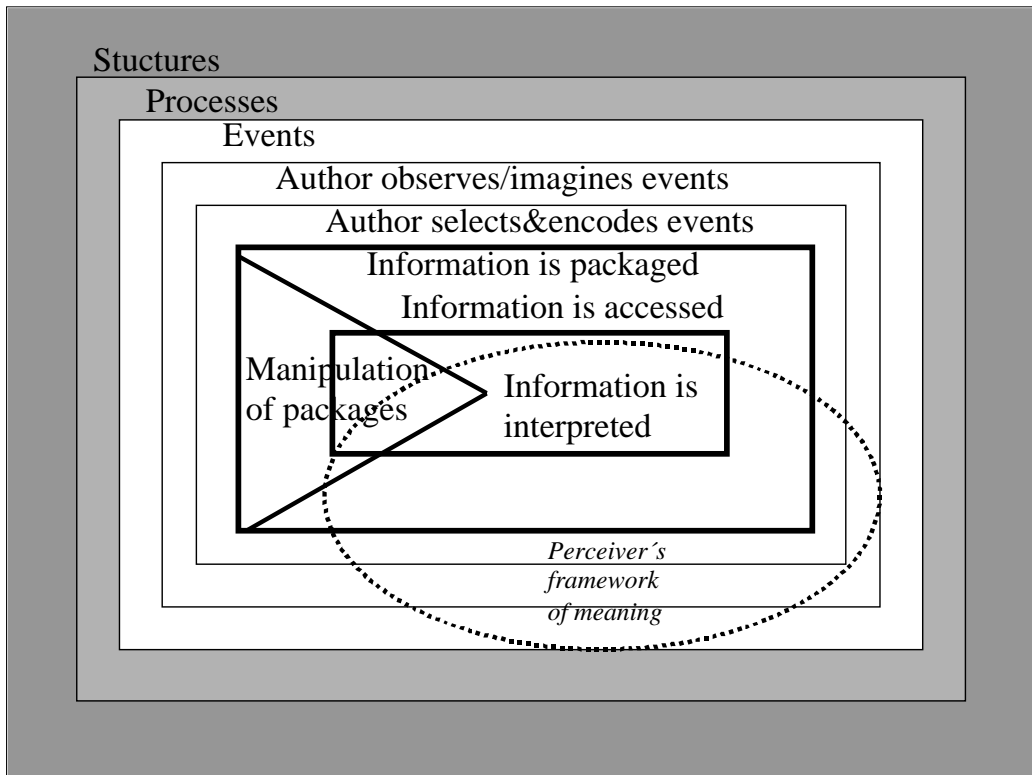 Stuctures
Processes
Events
Author observes/imagines events
Author selects&encodes events
Information is packaged
Information is accessed
Manipulation
of packages
Information is
interpreted
Perceiver´s
framework
of meaning